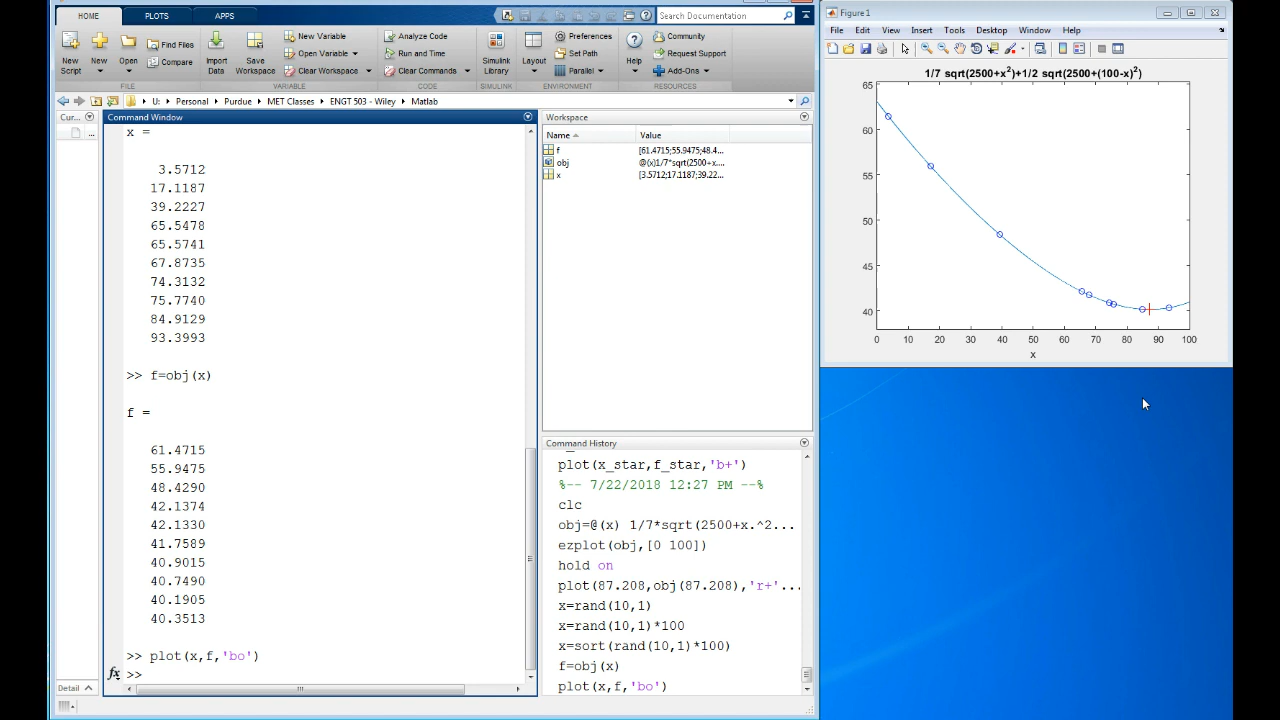 HOME PLOTS APPS
Search Documentation
New Script
New
Open
Find Files
Compare
FILE
Import Data
Save Workspace
New Variable
Open Variable
Clear Workspace
VARIABLE
Analyze Code
Run and Time
Clear Commands
CODE
Simulink Library
SIMULINK
Layout
Preferences
Set Path
Parallel
ENVIRONMENT
Help
Community
Request Support
Add-Ons
RESOURCES
U: Personal Purdue MET Classes ENGT 503 - Wiley Matlab
Cur...
...
Detail
Command Window
x =
3.5712
17.1187
39.2227
65.5478
65.5741
67.8735
74.3132
75.7740
84.9129
93.3993
>> f=obj(x)
f =
61.4715
55.9475
48.4290
42.1374
42.1330
41.7589
40.9015
40.7490
40.1905
40.3513
>> plot(x,f,'bo')
fx >>
Workspace
Name Value
f [61.4715;55.9475;48.4...
obj @(x)1/7*sqrt(2500+x....
x [3.5712;17.1187;39.22...
Command History
plot(x_star,f_star,'b+')
%-- 7/22/2018 12:27 PM --%
clc
obj=@(x) 1/7*sqrt(2500+x.^2...
ezplot(obj,[0 100])
hold on
plot(87.208,obj(87.208),'r+'...
x=rand(10,1)
x=rand(10,1)*100
x=sort(rand(10,1)*100)
f=obj(x)
plot(x,f,'bo')
Figure 1
File Edit View Insert Tools Desktop Window Help
1/7 sqrt(2500+x²)+1/2 sqrt(2500+(100-x)²)
65
60
55
50
45
40
0 10 20 30 40 50 60 70 80 90 100
x